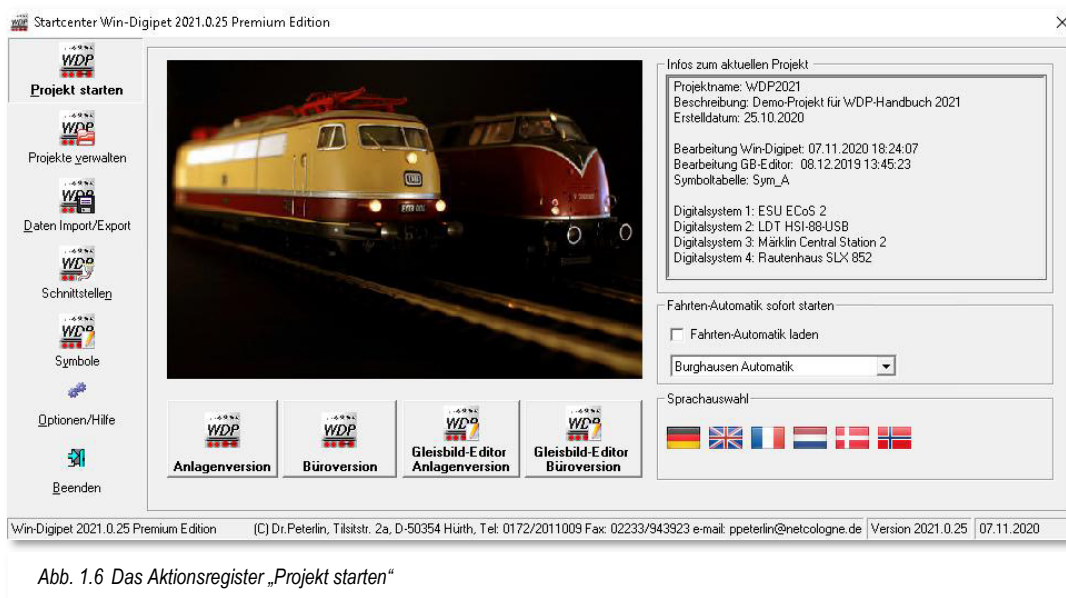 Startcenter Win-Digipet 2021.0.25 Premium Edition
WDP
Projekt starten
WDP
Projekte verwalten
WDP
Daten Import/Export
WDP
Schnittstellen
WDP
Symbole
Optionen/Hilfe
Beenden
WDP
Anlagenversion
WDP
Büroversion
WDP
Gleisbild-Editor
Anlagenversion
WDP
Gleisbild-Editor
Büroversion
Infos zum aktuellen Projekt
Projektname: WDP2021
Beschreibung: Demo-Projekt für WDP-Handbuch 2021
Erstelldatum: 25.10.2020
Bearbeitung Win-Digipet: 07.11.2020 18:24:07
Bearbeitung GB-Editor: 08.12.2019 13:45:23
Symboltabelle: Sym_A
Digitalsystem 1: ESU ECoS 2
Digitalsystem 2: LDT HSI-88-USB
Digitalsystem 3: Märklin Central Station 2
Digitalsystem 4: Rautenhaus SLX 852
Fahrten-Automatik sofort starten
Fahrten-Automatik laden
Burghausen Automatik
Sprachauswahl
Win-Digipet 2021.0.25 Premium Edition
(C) Dr.Peterlin, Tilsitstr. 2a, D-50354 Hürth, Tel: 0172/2011009 Fax: 02233/943923 e-mail: ppeterlin@netcologne.de
Version 2021.0.25
07.11.2020
Abb. 1.6 Das Aktionsregister „Projekt starten“